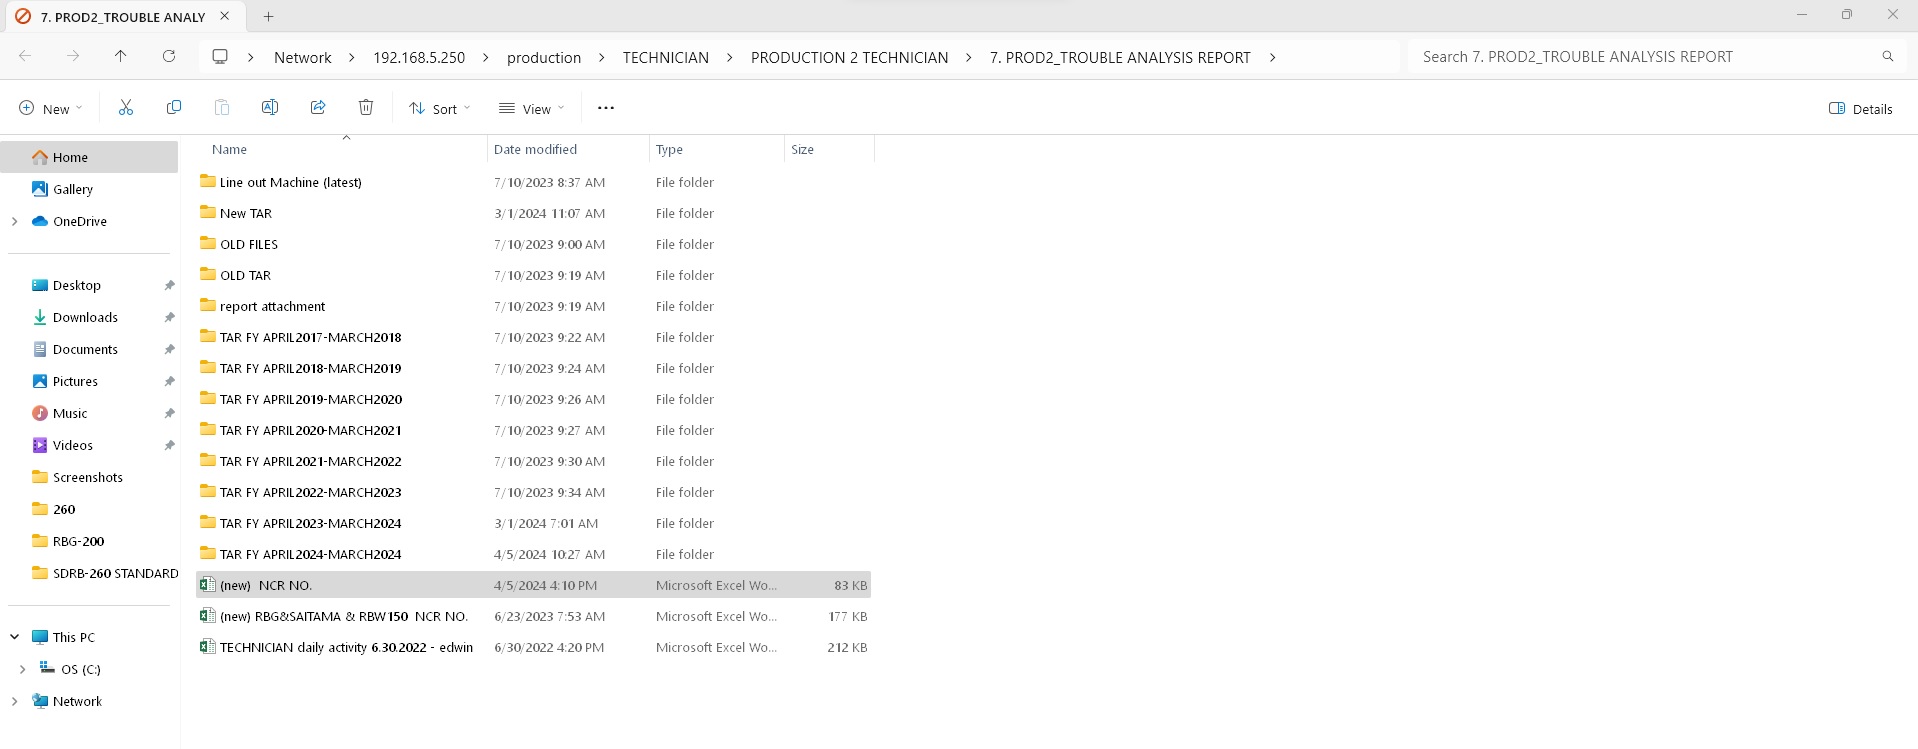 7. PROD2_TROUBLE ANALY
Network > 192.168.5.250 > production > TECHNICIAN > PRODUCTION 2 TECHNICIAN > 7. PROD2_TROUBLE ANALYSIS REPORT >
Search 7. PROD2_TROUBLE ANALYSIS REPORT
New
Sort
View
Details
Home
Gallery
OneDrive
Desktop
Downloads
Documents
Pictures
Music
Videos
Screenshots
260
RBG-200
SDRB-260 STANDARD
This PC
OS (C:)
Network
Name Date modified Type Size
Line out Machine (latest) 7/10/2023 8:37 AM File folder
New TAR 3/1/2024 11:07 AM File folder
OLD FILES 7/10/2023 9:00 AM File folder
OLD TAR 7/10/2023 9:19 AM File folder
report attachment 7/10/2023 9:19 AM File folder
TAR FY APRIL2017-MARCH2018 7/10/2023 9:22 AM File folder
TAR FY APRIL2018-MARCH2019 7/10/2023 9:24 AM File folder
TAR FY APRIL2019-MARCH2020 7/10/2023 9:26 AM File folder
TAR FY APRIL2020-MARCH2021 7/10/2023 9:27 AM File folder
TAR FY APRIL2021-MARCH2022 7/10/2023 9:30 AM File folder
TAR FY APRIL2022-MARCH2023 7/10/2023 9:34 AM File folder
TAR FY APRIL2023-MARCH2024 3/1/2024 7:01 AM File folder
TAR FY APRIL2024-MARCH2024 4/5/2024 10:27 AM File folder
(new)  NCR NO. 4/5/2024 4:10 PM Microsoft Excel Wo... 83 KB
(new) RBG&SAITAMA & RBW150  NCR NO. 6/23/2023 7:53 AM Microsoft Excel Wo... 177 KB
TECHNICIAN daily activity 6.30.2022 - edwin 6/30/2022 4:20 PM Microsoft Excel Wo... 212 KB